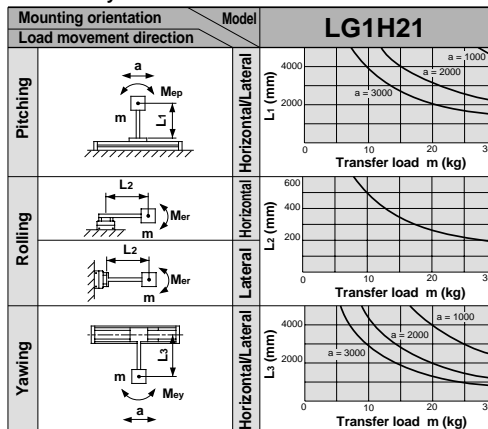 Mounting orientation
Model
Load movement direction
LG1H21
Pitching
a
Mep
m
L1
Horizontal/Lateral
L1 (mm)
4000
2000
a = 1000
a = 2000
a = 3000
0 10 20 30
Transfer load m (kg)
Rolling
L2
Mer
m
Horizontal
L2
Mer
m
Lateral
L2 (mm)
600
400
200
0 10 20 30
Transfer load m (kg)
Yawing
L3
m
Mey
a
Horizontal/Lateral
L3 (mm)
4000
2000
a = 1000
a = 2000
a = 3000
0 10 20 30
Transfer load m (kg)